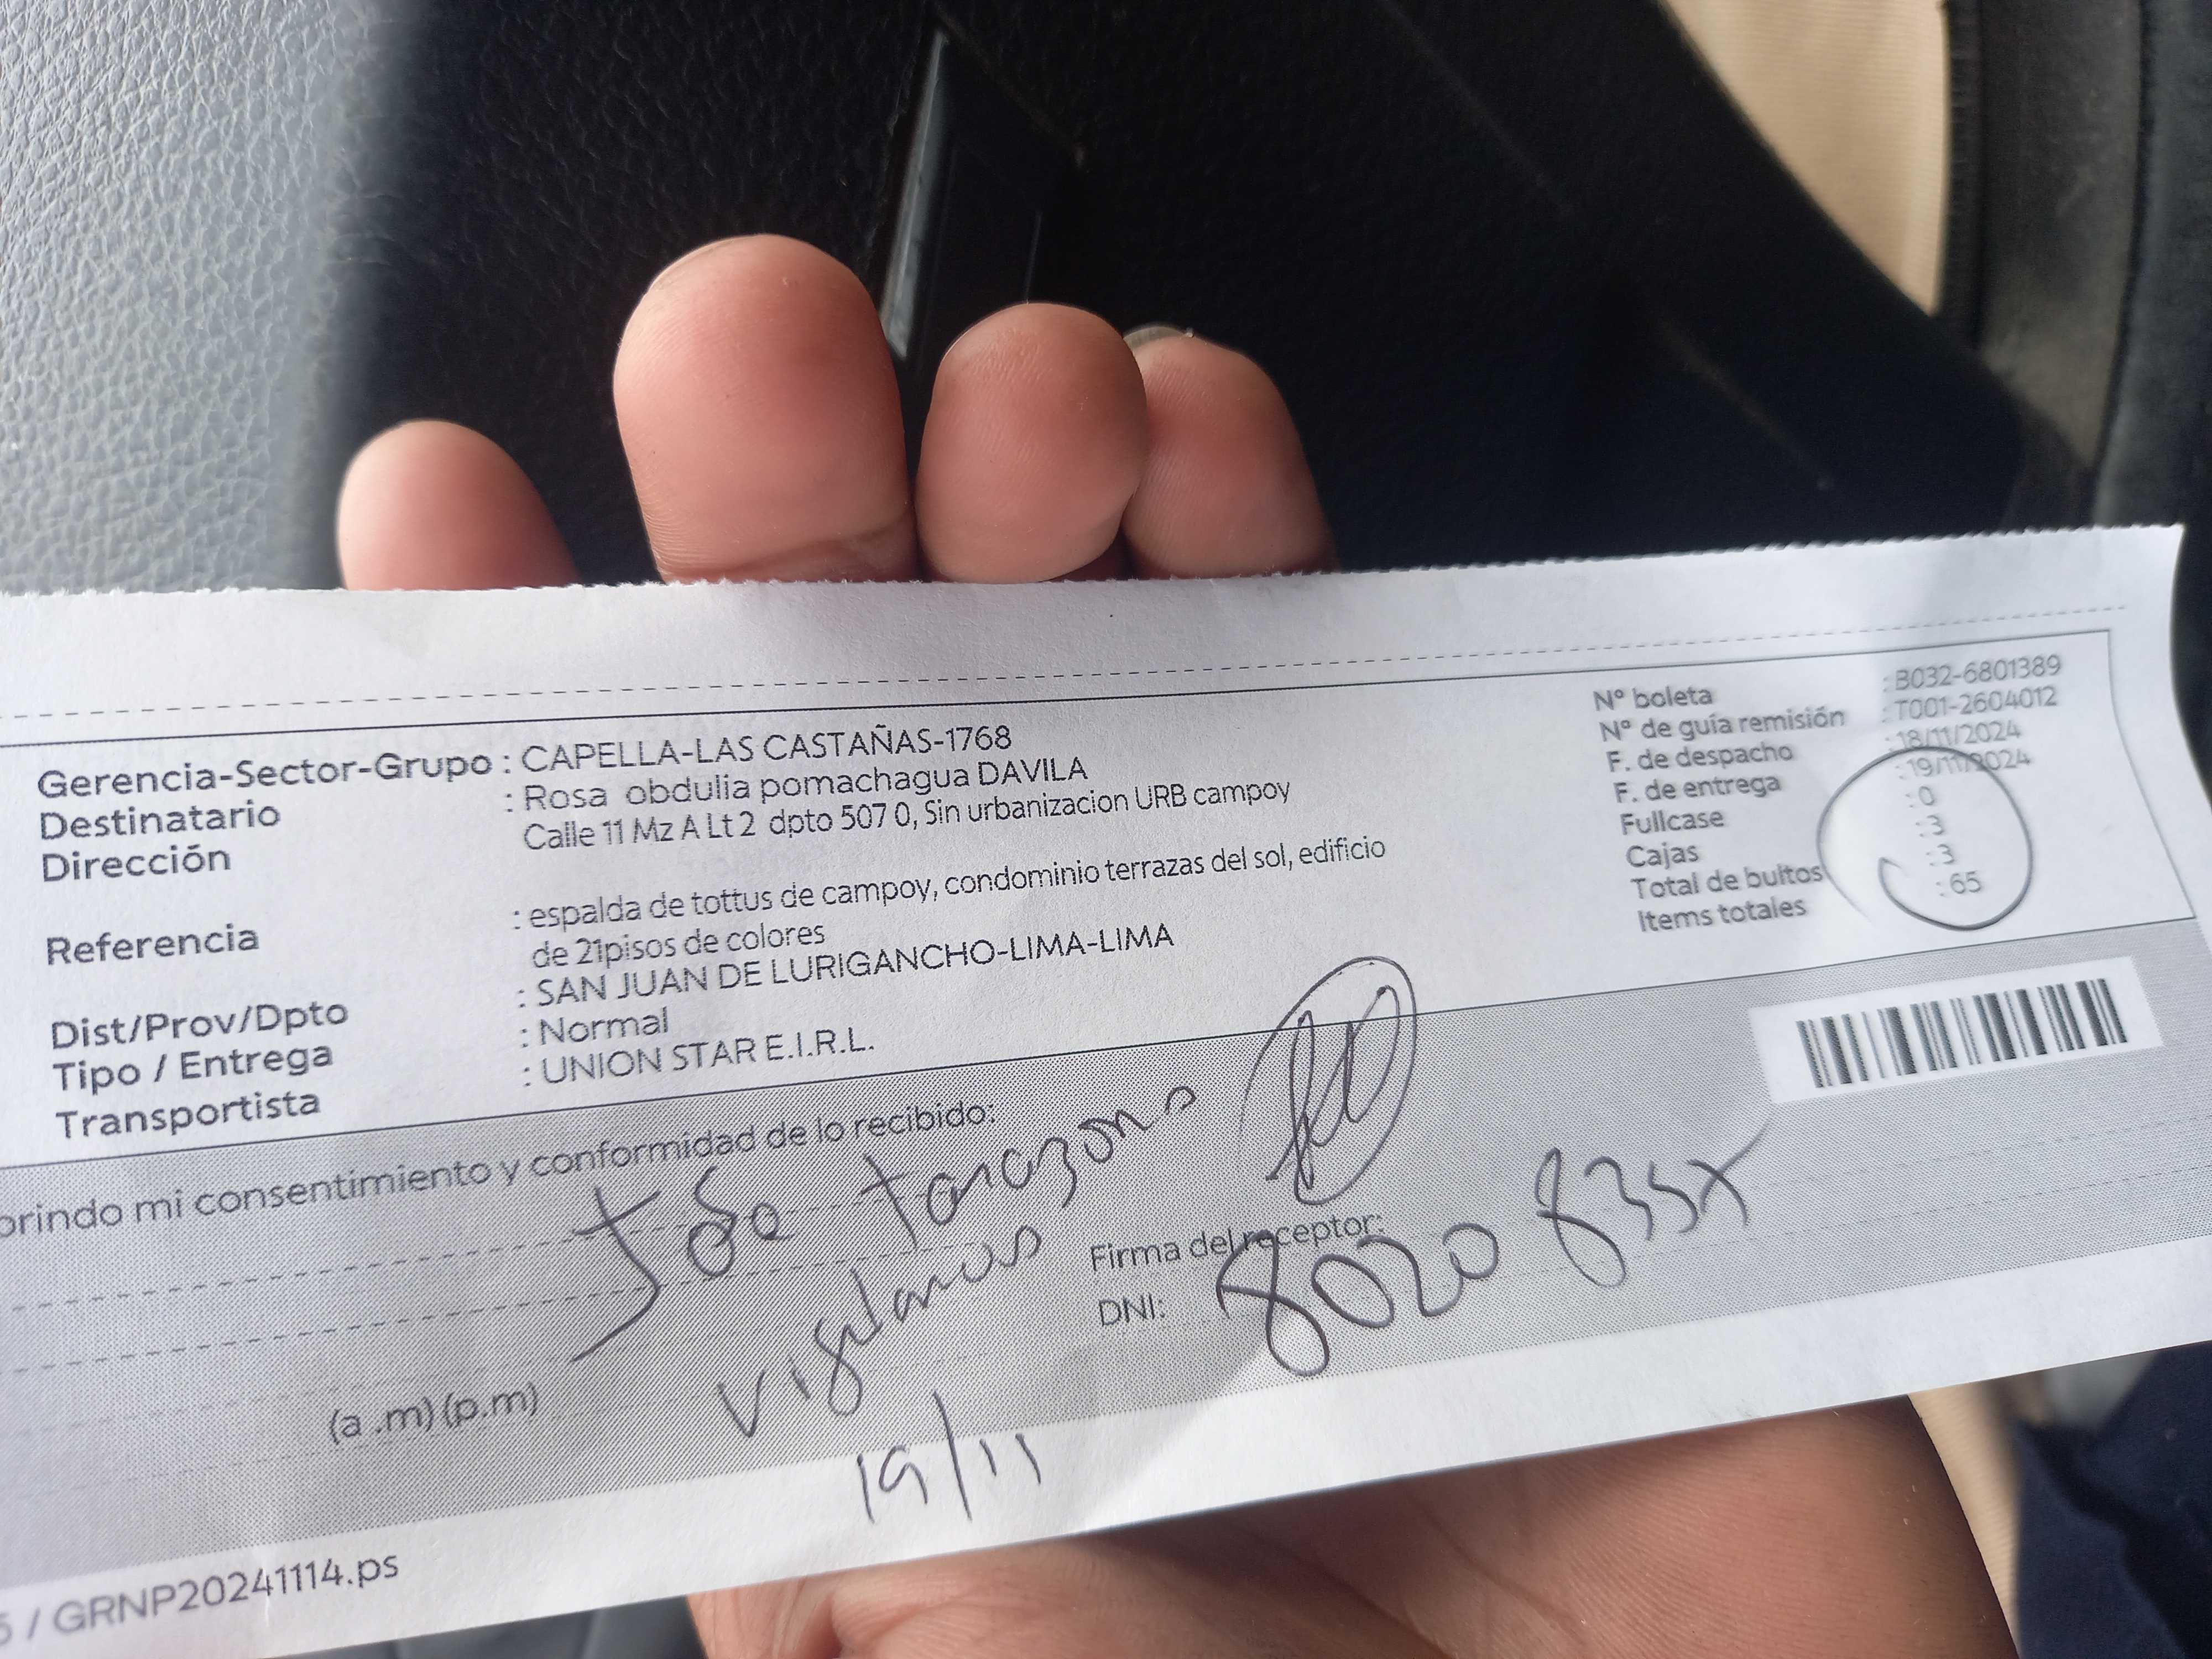 Gerencia-Sector-Grupo : CAPELLA-LAS CASTAÑAS-1768
Destinatario : Rosa obdulia pomachagua DAVILA
Dirección Calle 11 Mz A Lt 2 dpto 507 0, Sin urbanizacion URB campoy
Referencia : espalda de tottus de campoy, condominio terrazas del sol, edificio
de 21pisos de colores
Dist/Prov/Dpto : SAN JUAN DE LURIGANCHO-LIMA-LIMA
Tipo / Entrega : Normal
Transportista : UNION STAR E.I.R.L.
N° boleta : B032-6801389
N° de guía remisión : T001-2604012
F. de despacho : 18/11/2024
F. de entrega : 19/11/2024
Fullcase : 0
Cajas : 3
Total de bultos : 3
Items totales : 65
brindo mi consentimiento y conformidad de lo recibido:
tarazona
Firma del receptor:
DNI: 8020 835X
(a .m) (p.m)
19/11
5 / GRNP20241114.ps